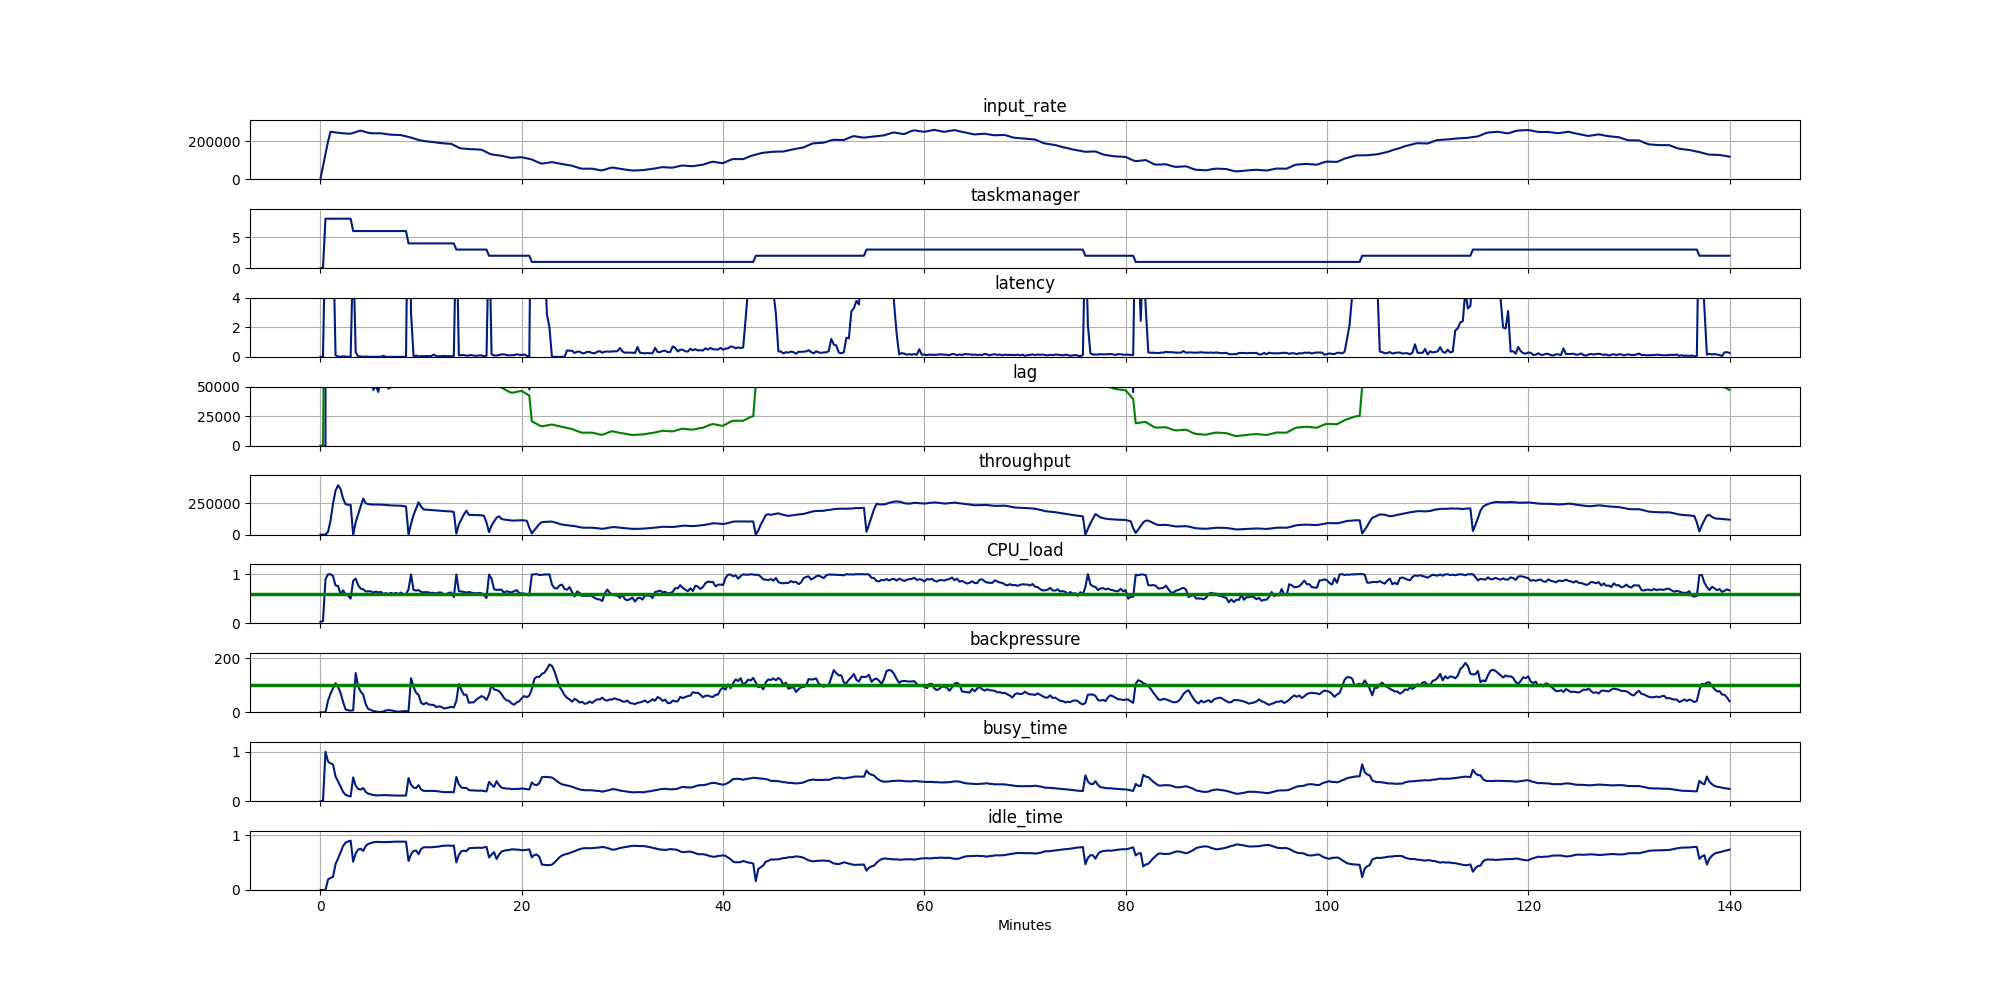 input_rate
200000
0
taskmanager
5
0
latency
4
2
0
lag
50000
25000
0
throughput
250000
0
CPU_load
1
0
backpressure
200
0
busy_time
1
0
idle_time
1
0
0 20 40 60 80 100 120 140
Minutes